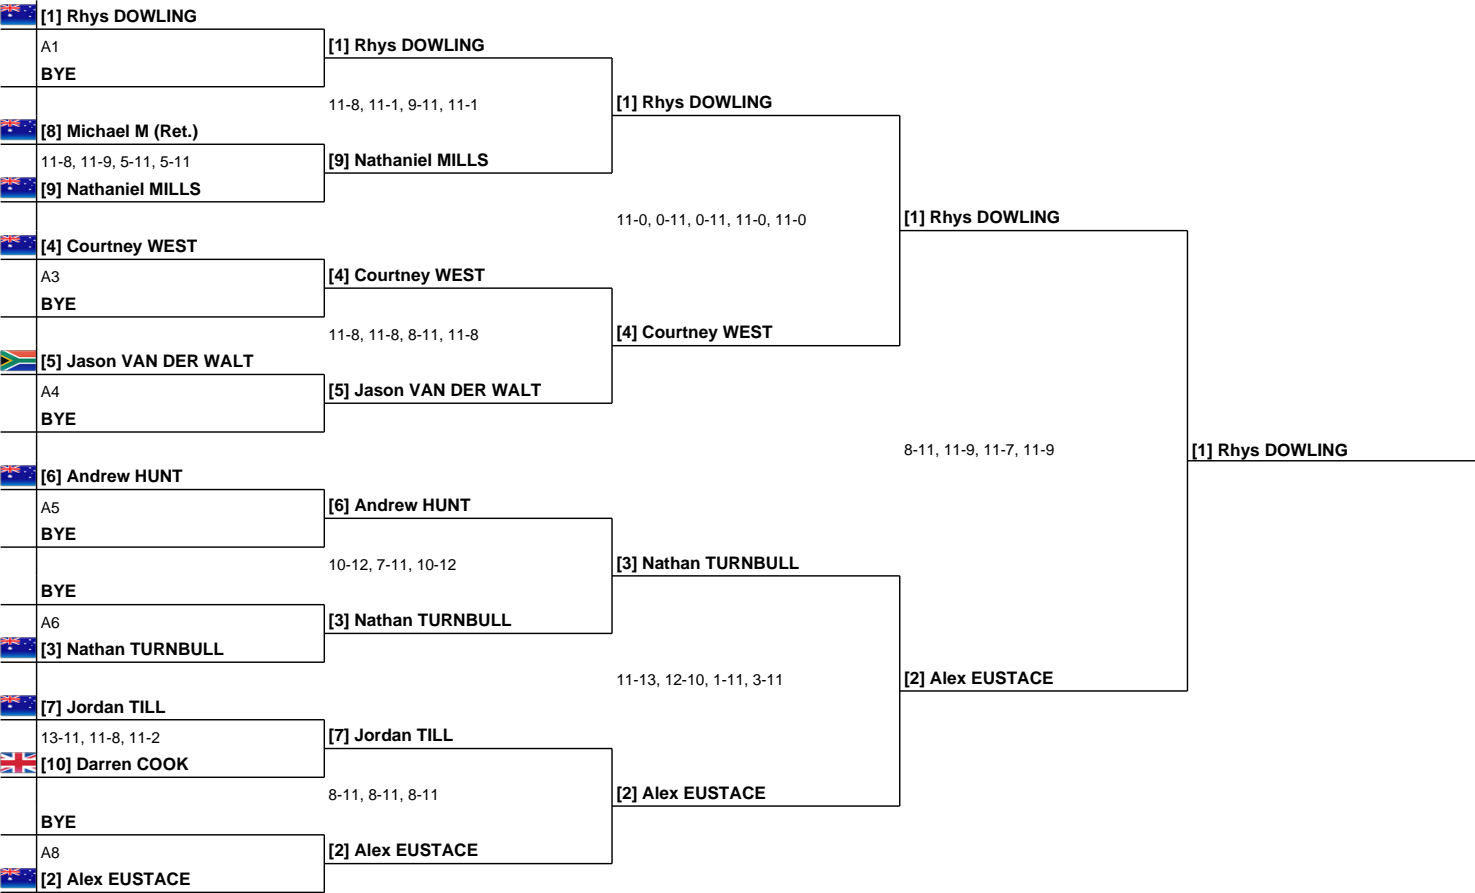 [1] Rhys DOWLING
A1
BYE
[8] Michael M (Ret.)
11-8, 11-9, 5-11, 5-11
[9] Nathaniel MILLS
[4] Courtney WEST
A3
BYE
[5] Jason VAN DER WALT
A4
BYE
[6] Andrew HUNT
A5
BYE
BYE
A6
[3] Nathan TURNBULL
[7] Jordan TILL
13-11, 11-8, 11-2
[10] Darren COOK
BYE
A8
[2] Alex EUSTACE
[1] Rhys DOWLING
11-8, 11-1, 9-11, 11-1
[9] Nathaniel MILLS
[4] Courtney WEST
11-8, 11-8, 8-11, 11-8
[5] Jason VAN DER WALT
[6] Andrew HUNT
10-12, 7-11, 10-12
[3] Nathan TURNBULL
[7] Jordan TILL
8-11, 8-11, 8-11
[2] Alex EUSTACE
[1] Rhys DOWLING
11-0, 0-11, 0-11, 11-0, 11-0
[4] Courtney WEST
[3] Nathan TURNBULL
11-13, 12-10, 1-11, 3-11
[2] Alex EUSTACE
[1] Rhys DOWLING
8-11, 11-9, 11-7, 11-9
[2] Alex EUSTACE
[1] Rhys DOWLING